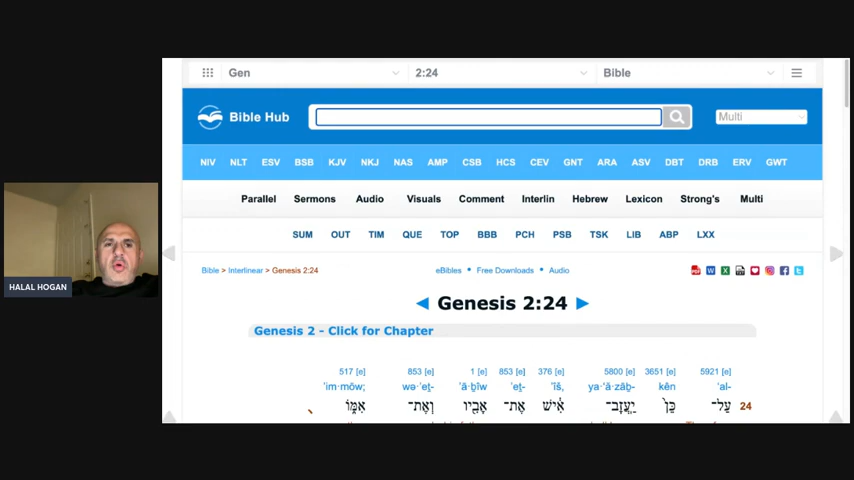 Gen 2:24 Bible
Bible Hub Multi
NIV NLT ESV BSB KJV NKJ NAS AMP CSB HCS CEV GNT ARA ASV DBT DRB ERV GWT
Parallel Sermons Audio Visuals Comment Interlin Hebrew Lexicon Strong's Multi
SUM OUT TIM QUE TOP BBB PCH PSB TSK LIB ABP LXX
Bible > Interlinear > Genesis 2:24 eBibles • Free Downloads • Audio
◄ Genesis 2:24 ►
Genesis 2 - Click for Chapter
517 [e] 853 [e] 1 [e] 853 [e] 376 [e] 5800 [e] 3651 [e] 5921 [e]
’im·mōw; wə·’eṯ- ’ā·ḇîw ’eṯ- ’îš, ya·‘ă·zāḇ- kên ‘al-
24 עַל־ כֵּן֙ יַֽעֲזָב־ אִ֔ישׁ אֶת־ אָבִ֖יו וְאֶת־ אִמּ֑וֹ
HALAL HOGAN